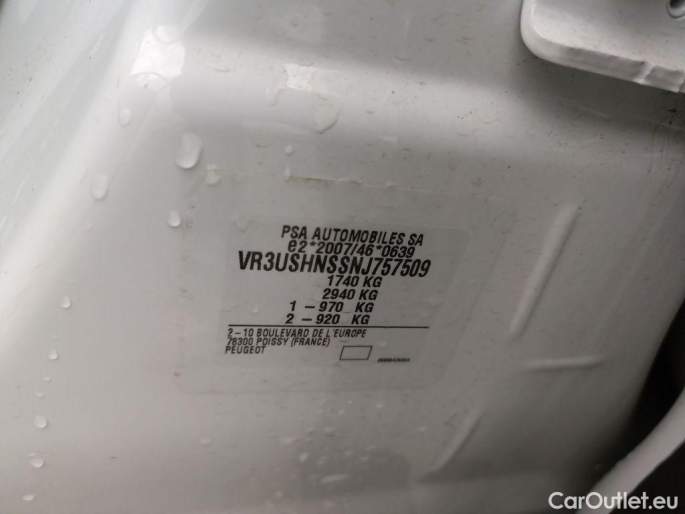 PSA AUTOMOBILES SA
e2*2007/46*0639
VR3USHNSSNJ757509
1740 KG
2940 KG
1 - 970 KG
2 - 920 KG
2 - 10 BOULEVARD DE L'EUROPE
78300 POISSY (FRANCE)
PEUGEOT
CarOutlet.eu